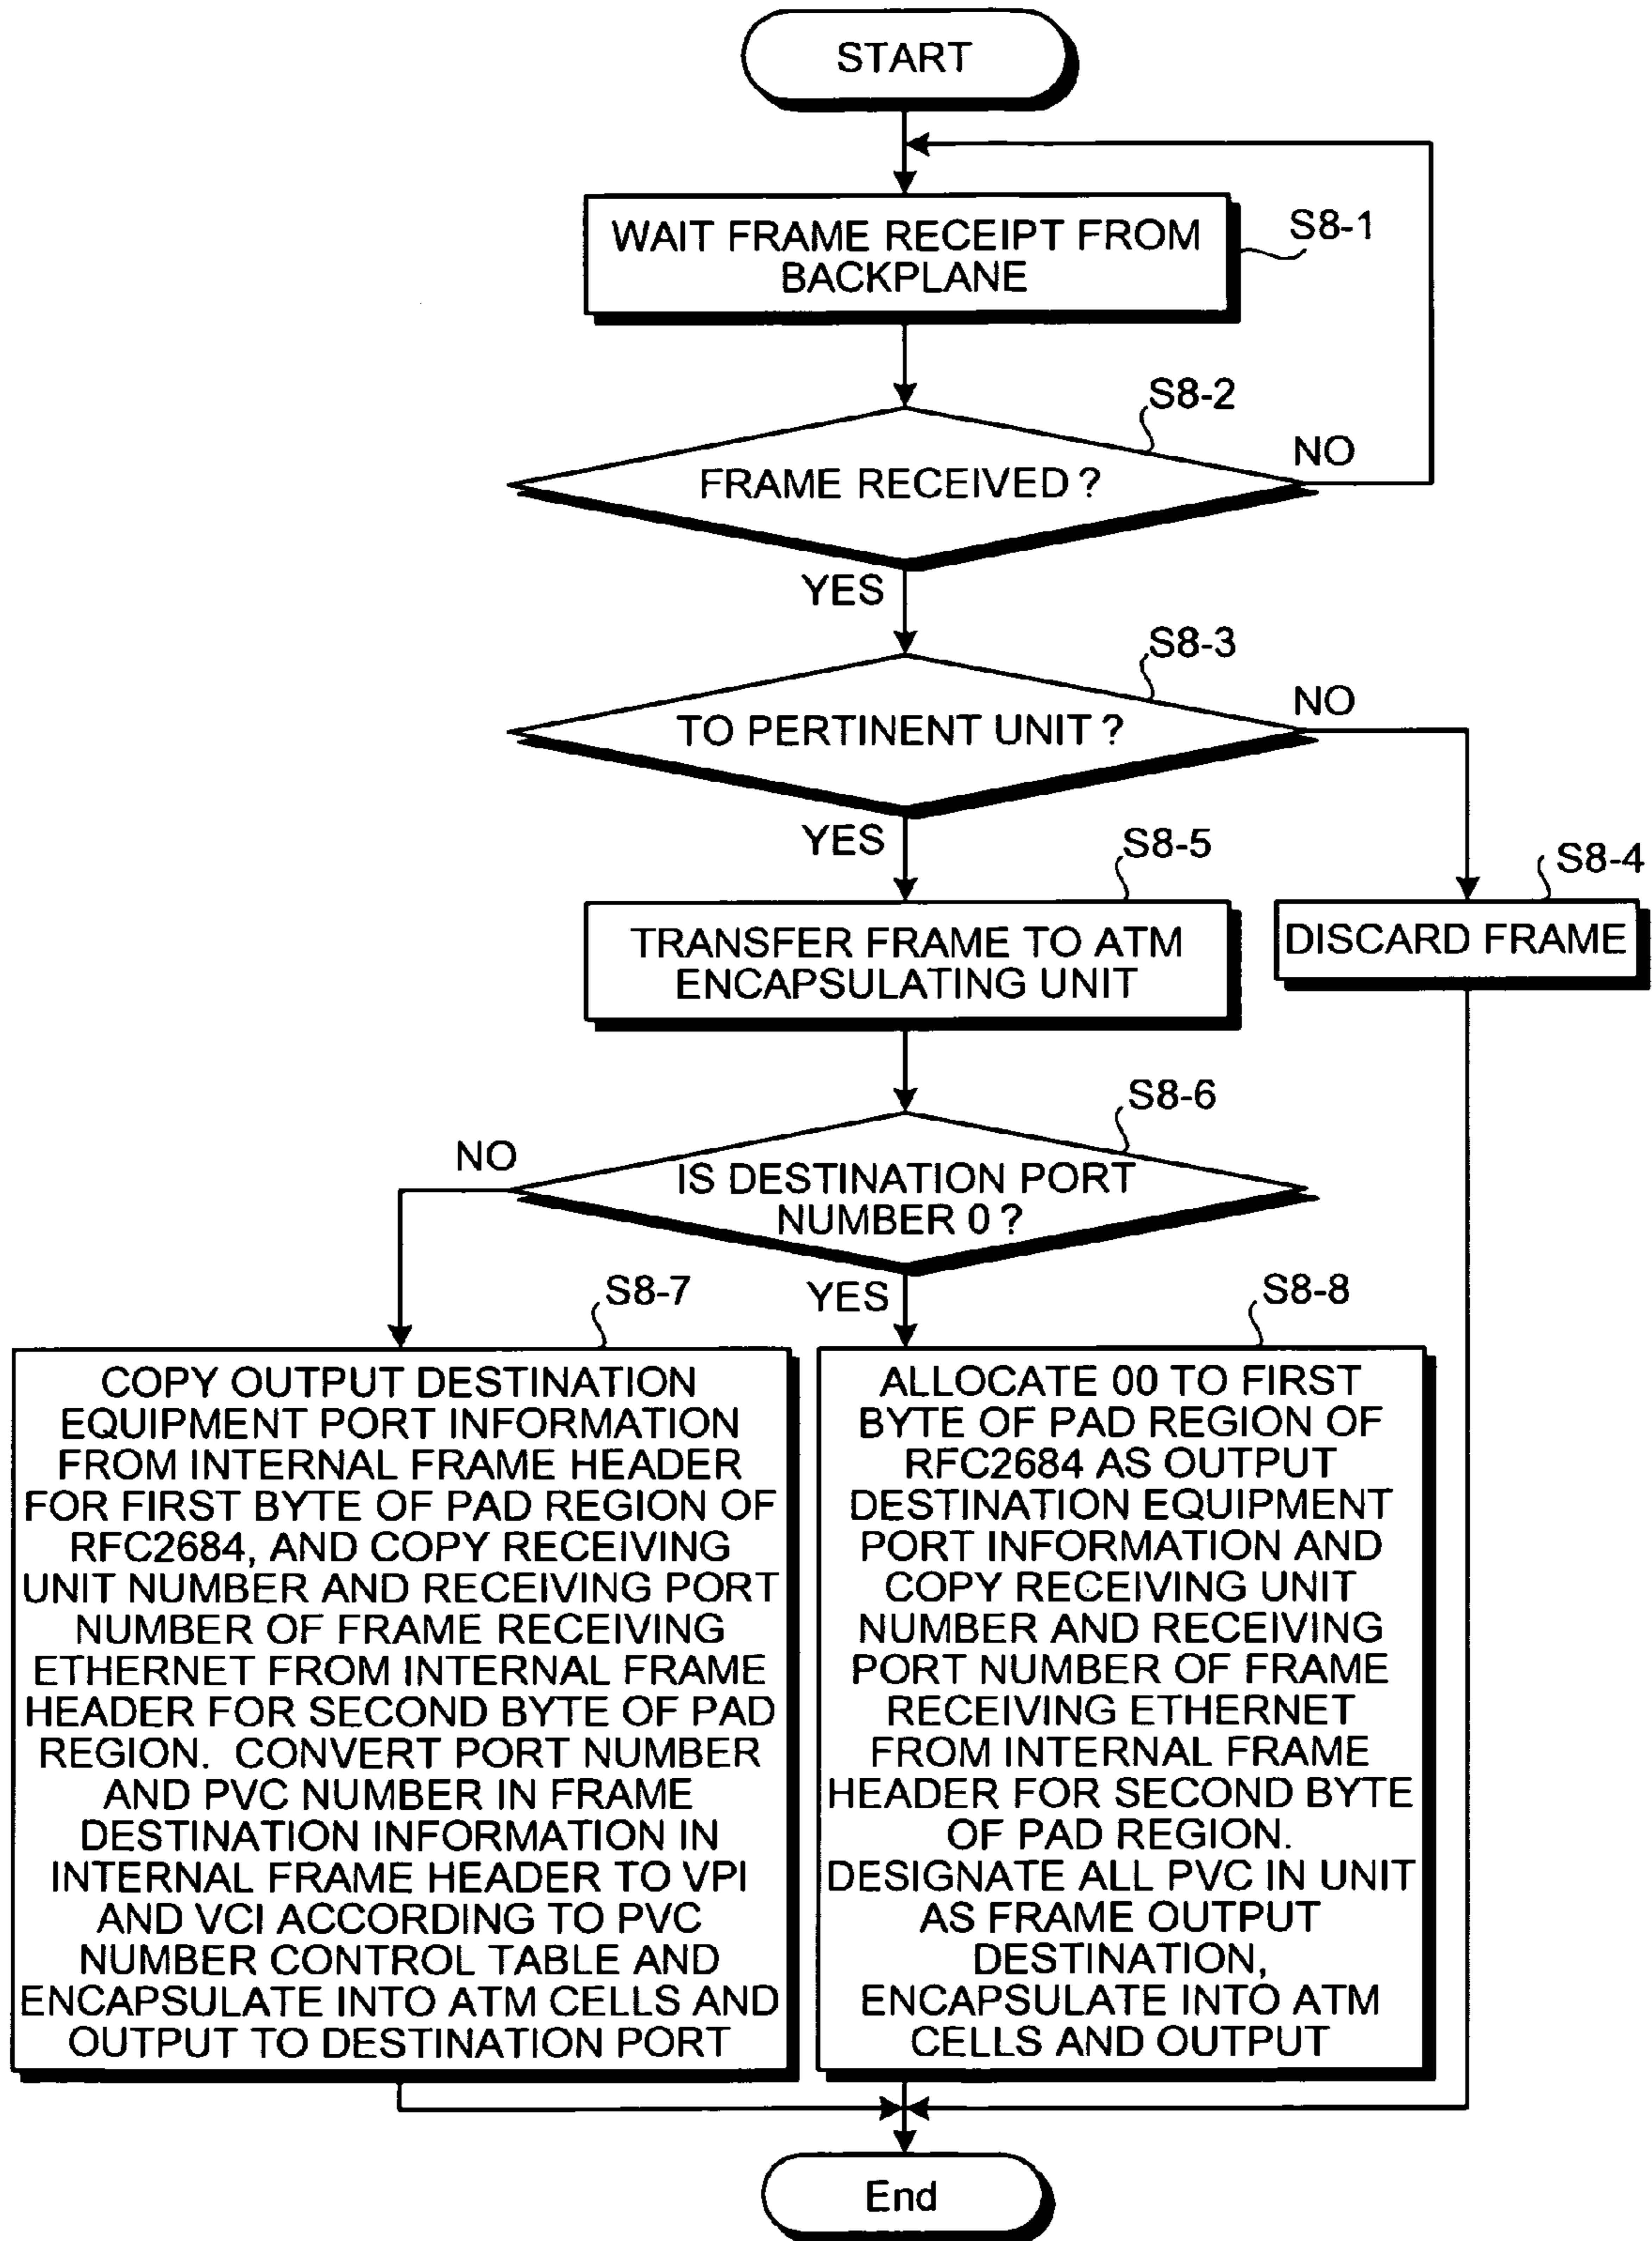 START
WAIT FRAME RECEIPT FROM
BACKPLANE
S8-1
S8-2
FRAME RECEIVED ?
NO
YES
S8-3
TO PERTINENT UNIT ?
NO
YES
S8-5
S8-4
TRANSFER FRAME TO ATM
ENCAPSULATING UNIT
DISCARD FRAME
S8-6
NO
IS DESTINATION PORT
NUMBER 0 ?
YES
S8-7
COPY OUTPUT DESTINATION
EQUIPMENT PORT INFORMATION
FROM INTERNAL FRAME HEADER
FOR FIRST BYTE OF PAD REGION OF
RFC2684, AND COPY RECEIVING
UNIT NUMBER AND RECEIVING PORT
NUMBER OF FRAME RECEIVING
ETHERNET FROM INTERNAL FRAME
HEADER FOR SECOND BYTE OF PAD
REGION. CONVERT PORT NUMBER
AND PVC NUMBER IN FRAME
DESTINATION INFORMATION IN
INTERNAL FRAME HEADER TO VPI
AND VCI ACCORDING TO PVC
NUMBER CONTROL TABLE AND
ENCAPSULATE INTO ATM CELLS AND
OUTPUT TO DESTINATION PORT
S8-8
ALLOCATE 00 TO FIRST
BYTE OF PAD REGION OF
RFC2684 AS OUTPUT
DESTINATION EQUIPMENT
PORT INFORMATION AND
COPY RECEIVING UNIT
NUMBER AND RECEIVING
PORT NUMBER OF FRAME
RECEIVING ETHERNET
FROM INTERNAL FRAME
HEADER FOR SECOND BYTE
OF PAD REGION.
DESIGNATE ALL PVC IN UNIT
AS FRAME OUTPUT
DESTINATION,
ENCAPSULATE INTO ATM
CELLS AND OUTPUT
End